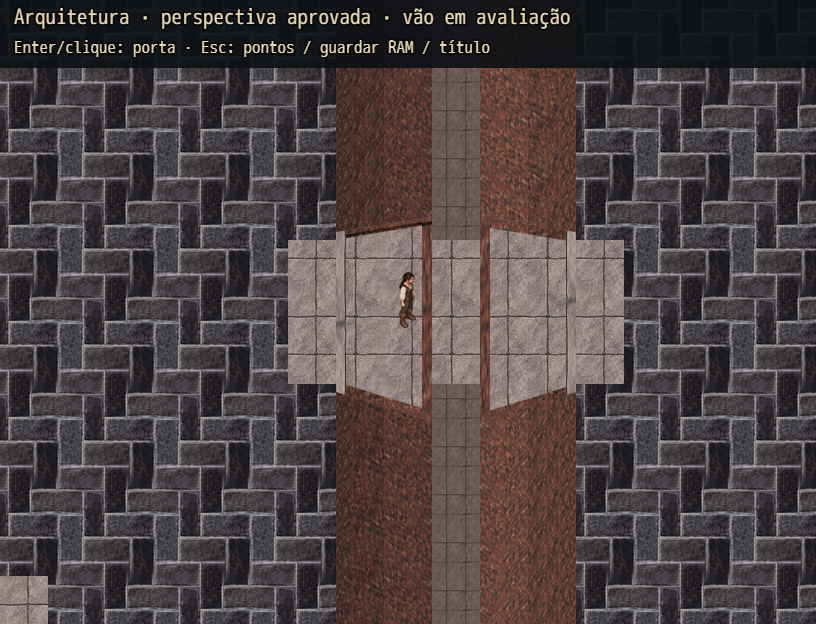 Arquitetura · perspectiva aprovada · vão em avaliação
Enter/clique: porta · Esc: pontos / guardar RAM / título